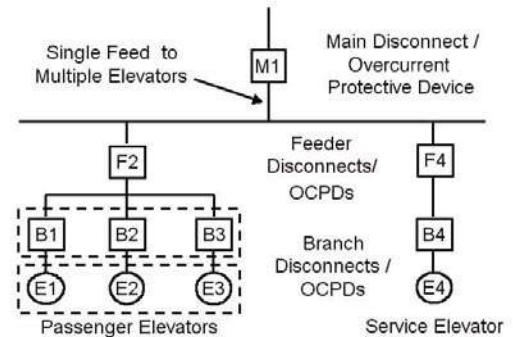 Single Feed to
Multiple Elevators
M1
Main Disconnect /
Overcurrent
Protective Device
F2
Feeder
Disconnects/
OCPDs
F4
B1
B2
B3
Branch
Disconnects /
OCPDs
B4
E1
E2
E3
E4
Passenger Elevators
Service Elevator